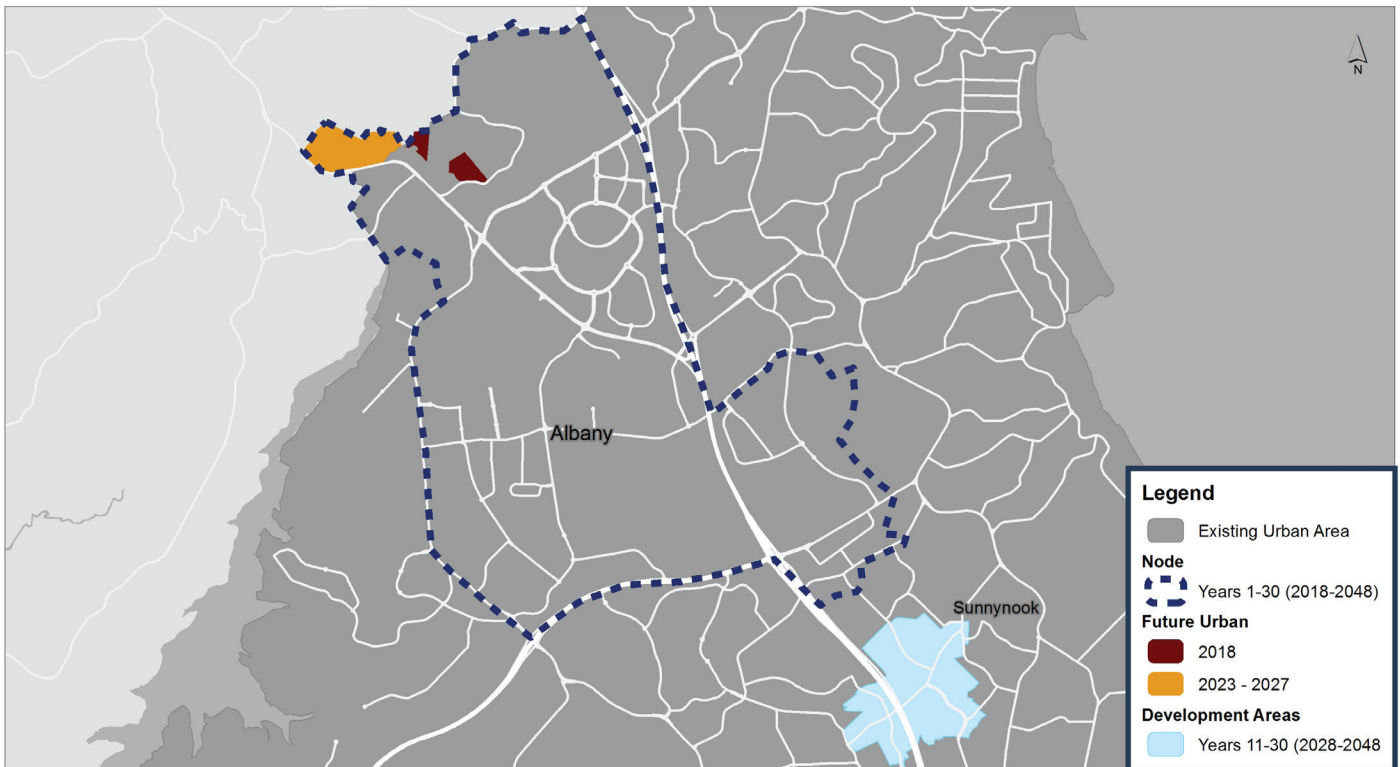 N
Albany
Sunnynook
Legend
Existing Urban Area
Node
Years 1-30 (2018-2048)
Future Urban
2018
2023 - 2027
Development Areas
Years 11-30 (2028-2048